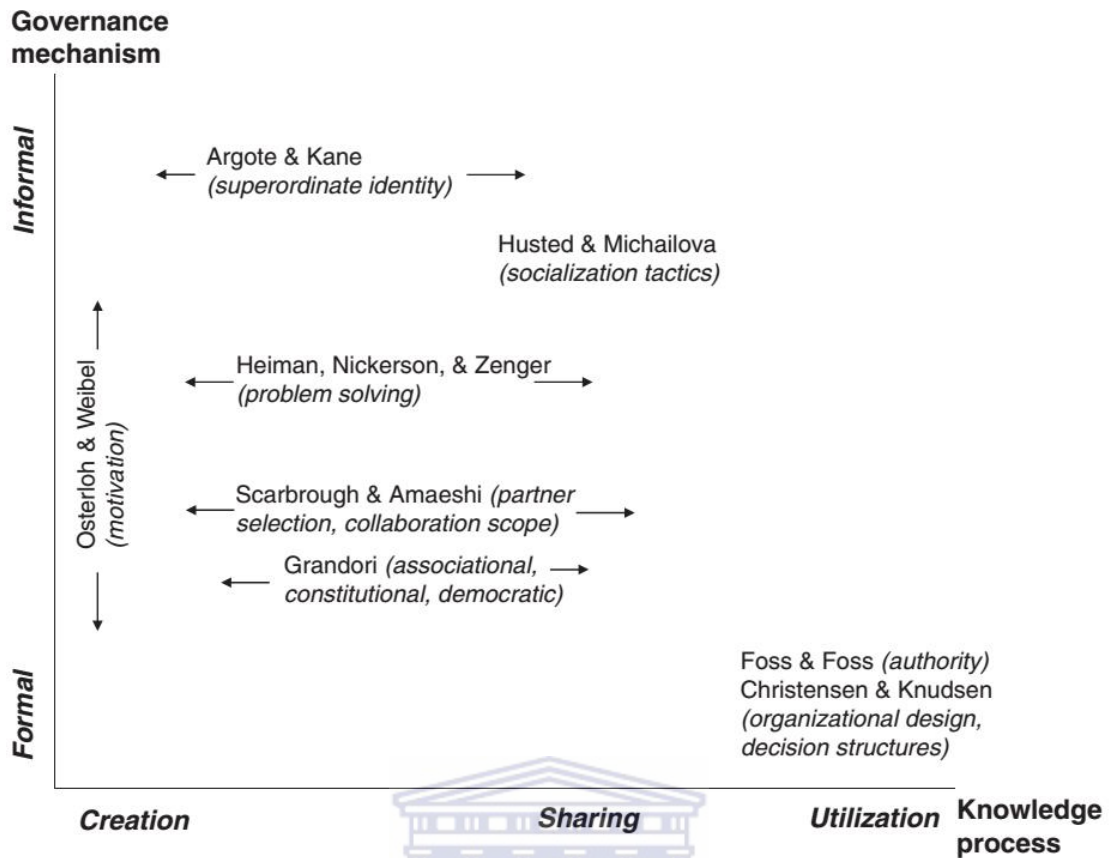 Governance
mechanism
Informal
Argote & Kane
(superordinate identity)
Husted & Michailova
(socialization tactics)
Osterloh & Weibel
(motivation)
Heiman, Nickerson, & Zenger
(problem solving)
Scarbrough & Amaeshi (partner
selection, collaboration scope)
Grandori (associational,
constitutional, democratic)
Formal
Foss & Foss (authority)
Christensen & Knudsen
(organizational design,
decision structures)
Creation
Sharing
Utilization
Knowledge
process